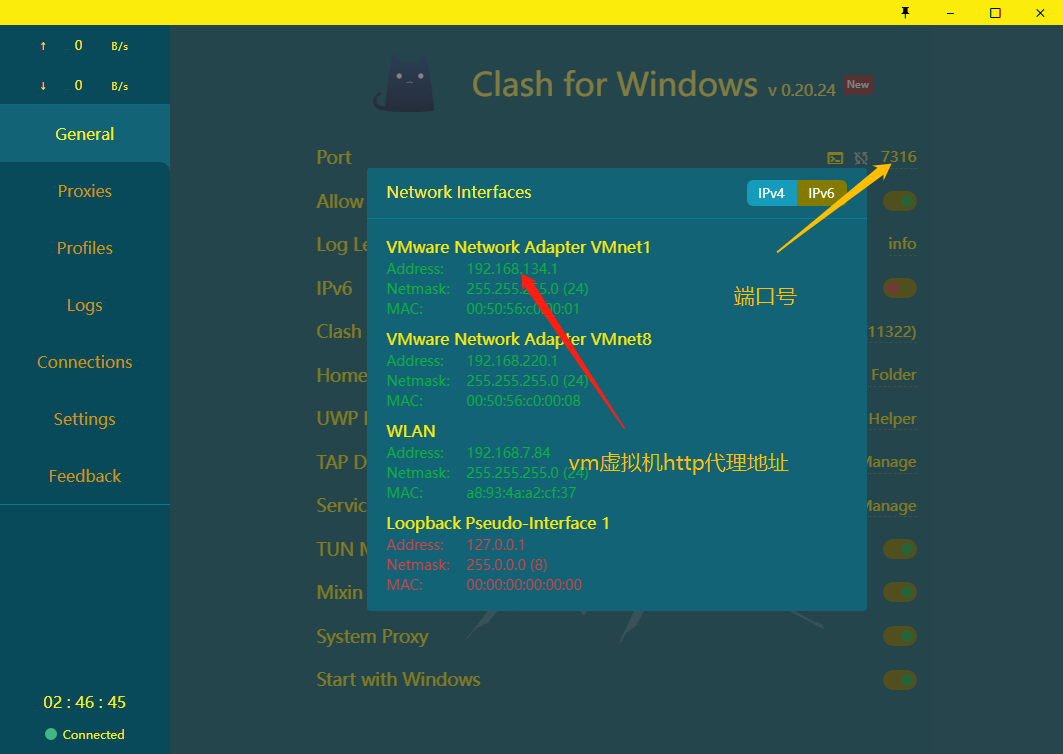 ↑ 0 B/s
↓ 0 B/s
General
Proxies
Profiles
Logs
Connections
Settings
Feedback
02 : 46 : 45
Connected
Clash for Windows v 0.20.24 New
Port 7316
Allow
Log Le info
IPv6
Clash 11322)
Home Folder
UWP Helper
TAP D Manage
Servic Manage
TUN M
Mixin
System Proxy
Start with Windows
Network Interfaces IPv4 IPv6
VMware Network Adapter VMnet1
Address: 192.168.134.1
Netmask: 255.255.255.0 (24)
MAC: 00:50:56:c0:00:01
VMware Network Adapter VMnet8
Address: 192.168.220.1
Netmask: 255.255.255.0 (24)
MAC: 00:50:56:c0:00:08
WLAN
Address: 192.168.7.84
Netmask: 255.255.255.0 (24)
MAC: a8:93:4a:a2:cf:37
Loopback Pseudo-Interface 1
Address: 127.0.0.1
Netmask: 255.0.0.0 (8)
MAC: 00:00:00:00:00:00
端口号
vm虚拟机http代理地址